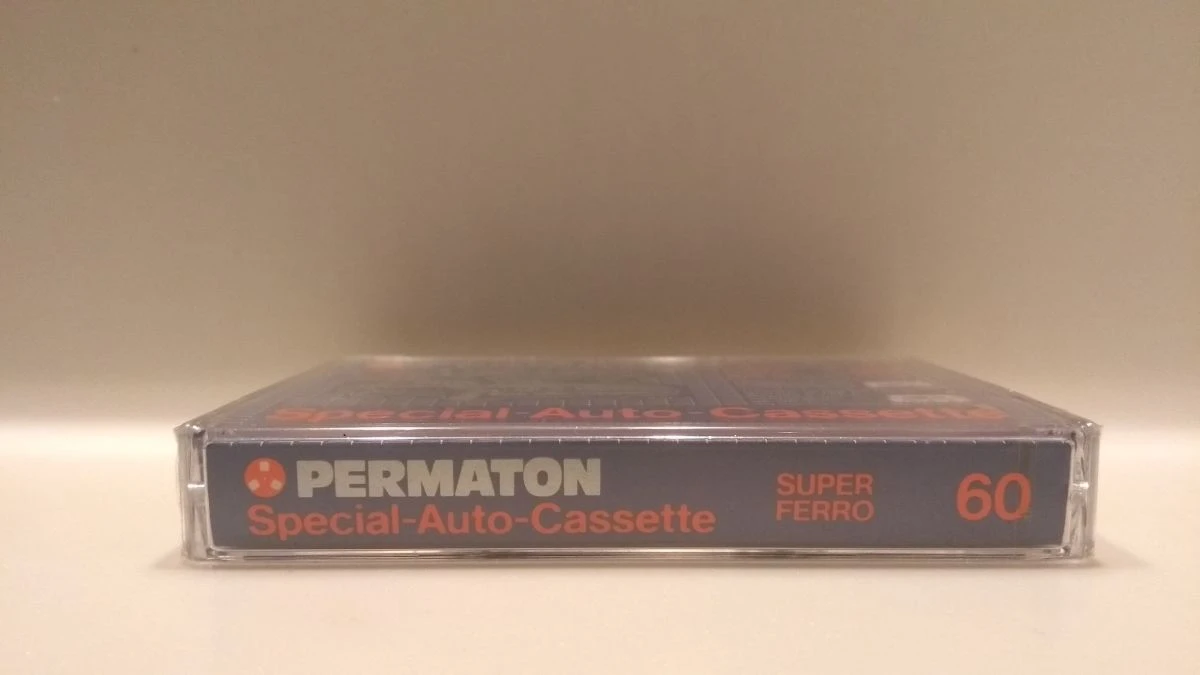 Special-Auto-Cassette
PERMATON
Special-Auto-Cassette
SUPER
FERRO
60